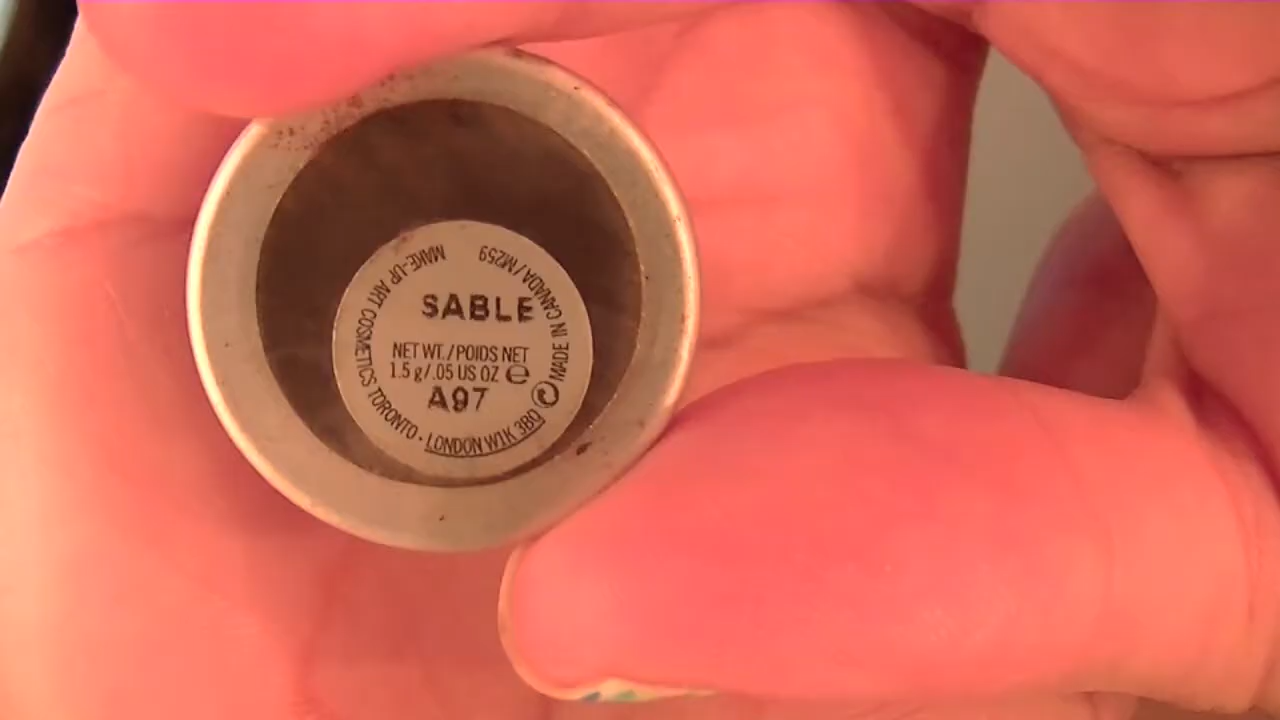 SABLE
NET WT./POIDS NET
1.5 g/.05 US OZ e
A97
MAKE-UP ART COSMETICS TORONTO · LONDON W1K 3BQ
MADE IN CANADA / M259